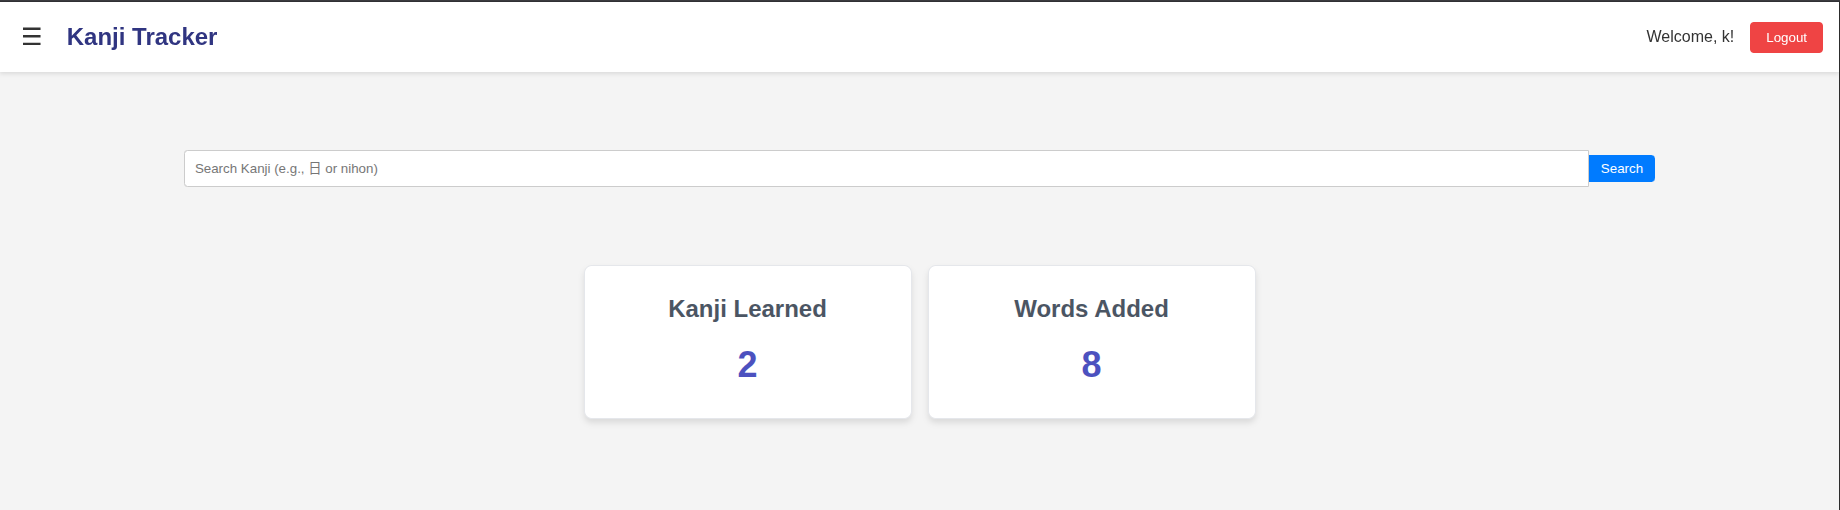 ☰ Kanji Tracker
Welcome, k! Logout
Search Kanji (e.g., 日 or nihon) Search
Kanji Learned
2
Words Added
8